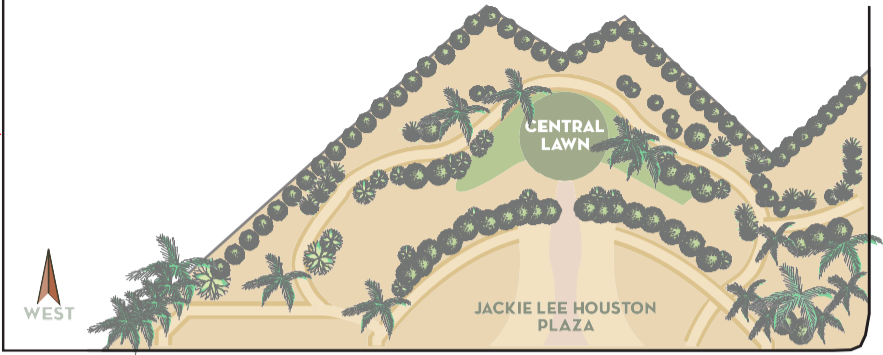 CENTRAL
LAWN
WEST
JACKIE LEE HOUSTON
PLAZA